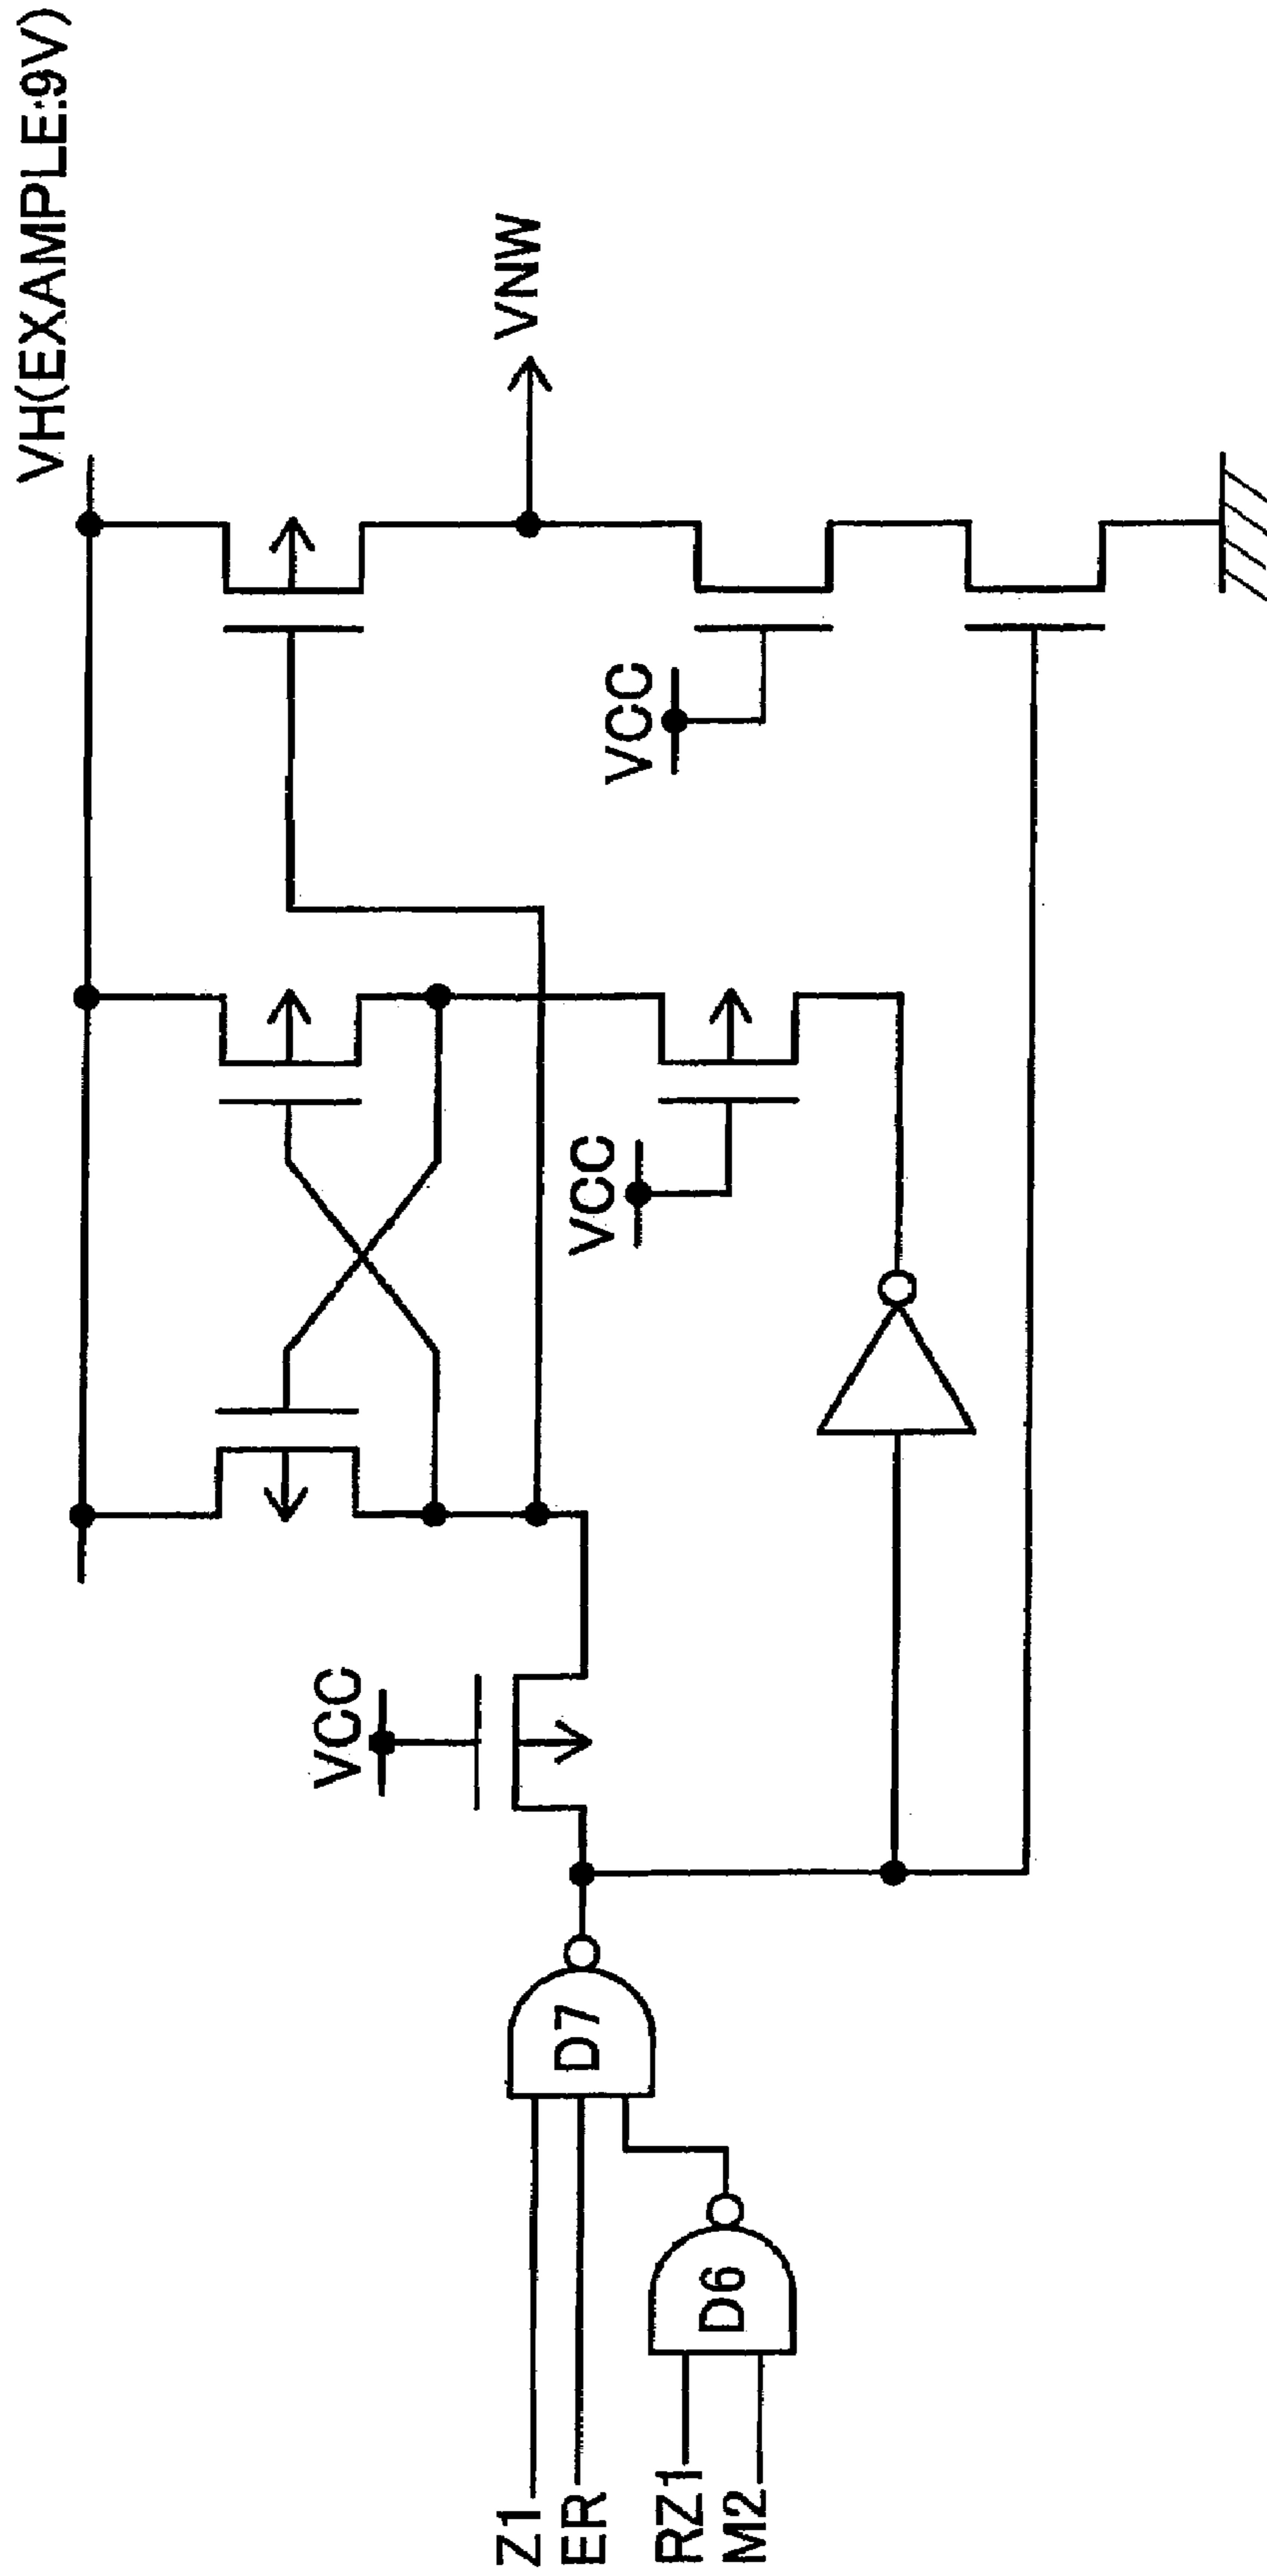 VH(EXAMPLE:9V)
VNW
VCC
VCC
VCC
D7
D6
Z1
ER
RZ1
M2